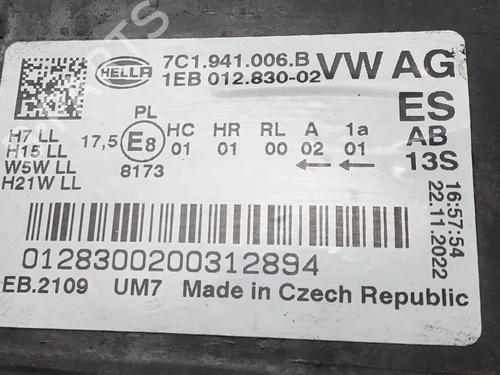 HELLA
7C1.941.006.B
1EB 012.830-02
VW AG
ES
AB
13S
H7 LL
H15 LL
W5W LL
H21W LL
17,5
PL
E8
8173
HC
01
HR
01
RL
00
A
02
1a
01
16:57:54
22.11.2022
01283002003128​94
EB.2109 UM7 Made in Czech Republic